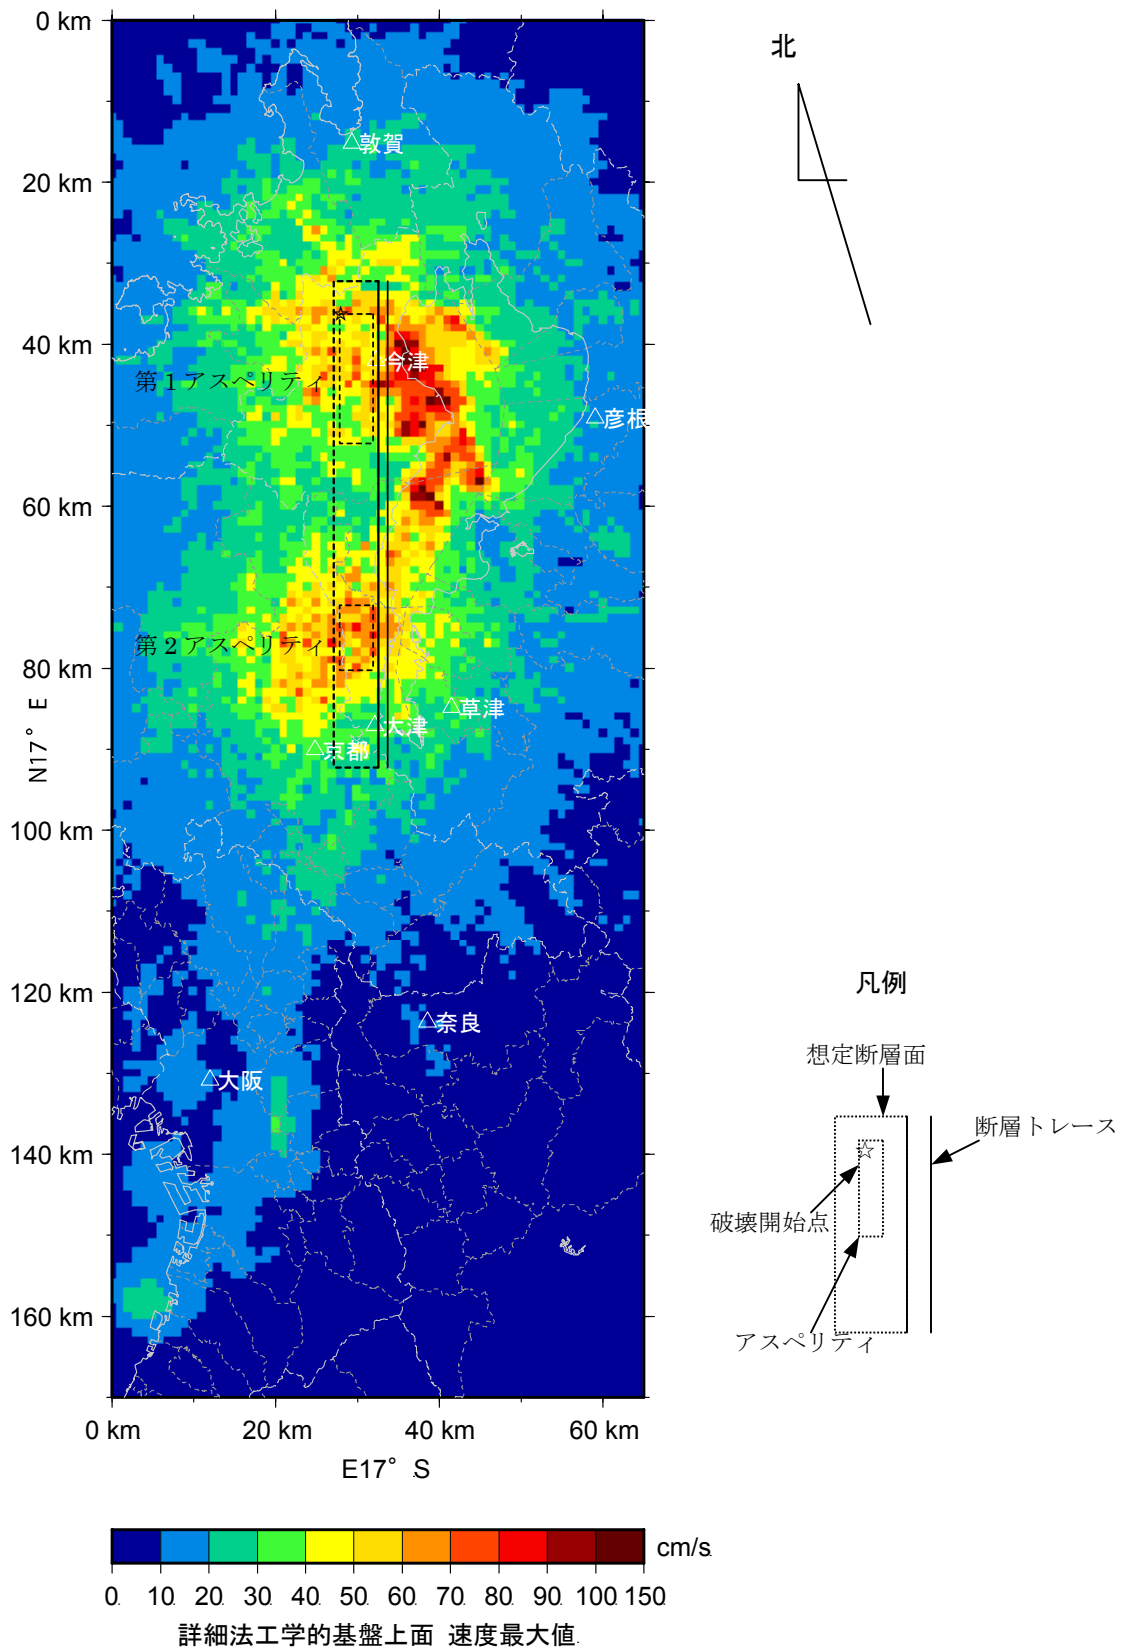 0 km
20 km
40 km
60 km
80 km
100 km
120 km
140 km
160 km
N17° E
敦賀
今津
第1アスペリティ
彦根
第2アスペリティ
草津
大津
京都
奈良
大阪
0 km
20 km
40 km
60 km
E17° S
0. 10. 20. 30. 40. 50. 60. 70. 80. 90. 100. 150.
cm/s.
詳細法工学的基盤上面 速度最大値.
北
凡例
想定断層面
断層トレース
破壊開始点
アスペリティ